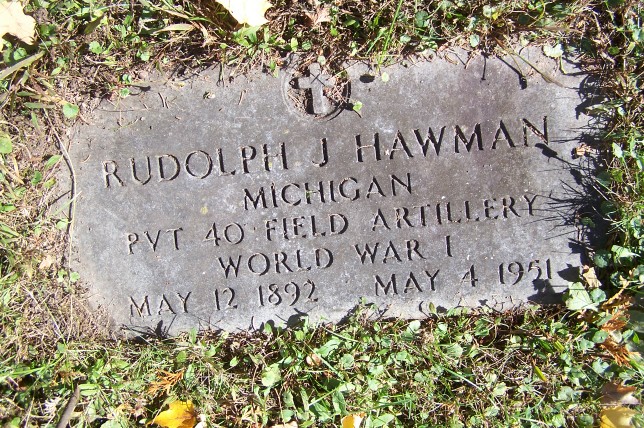 RUDOLPH J HAWMAN
MICHIGAN
PVT 40 FIELD ARTILLERY
WORLD WAR I
MAY 12 1892 MAY 4 1951